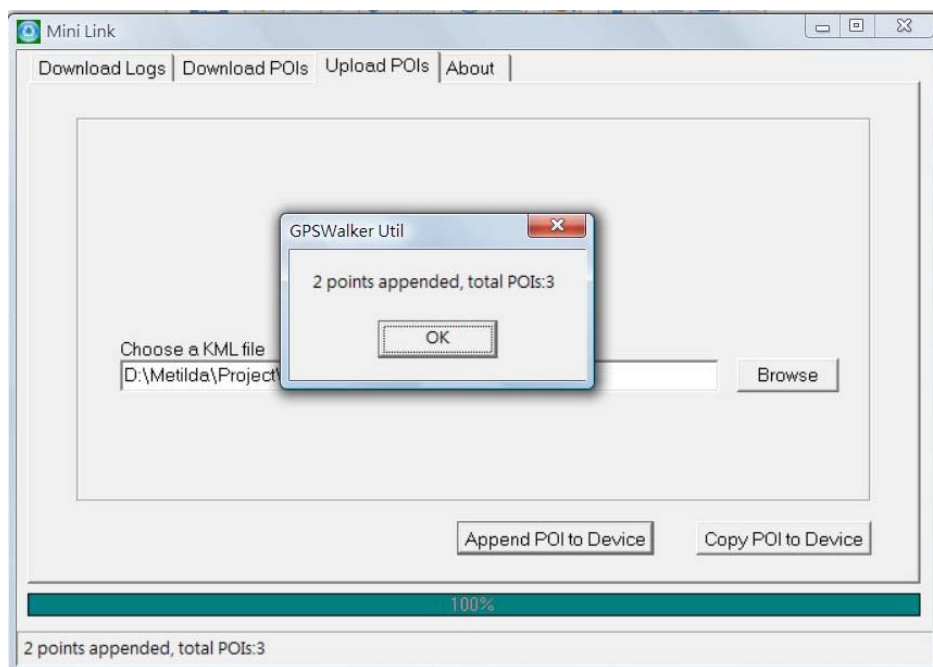 Mini Link
Download Logs Download POIs Upload POIs About
GPSWalker Util
2 points appended, total POIs:3
OK
Choose a KML file
D:\Metilda\Project\
Browse
Append POI to Device Copy POI to Device
100%
2 points appended, total POIs:3